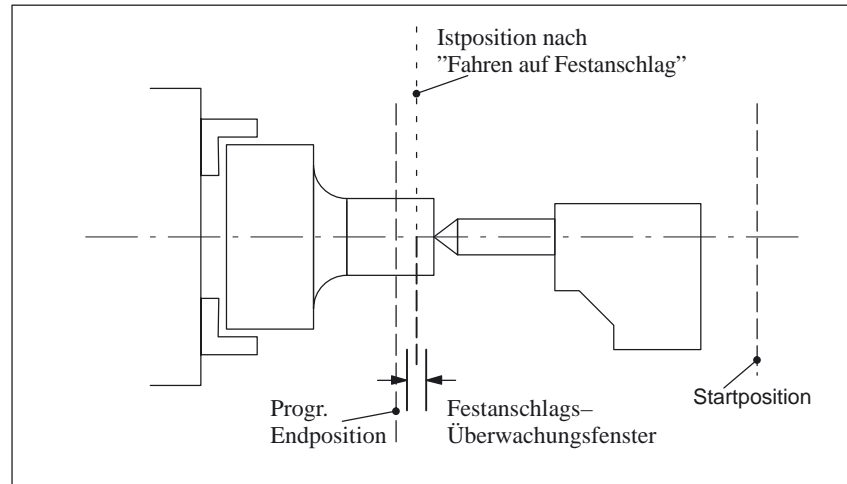 Istposition nach
”Fahren auf Festanschlag”
Startposition
Progr.
Endposition
Festanschlags–
Überwachungsfenster